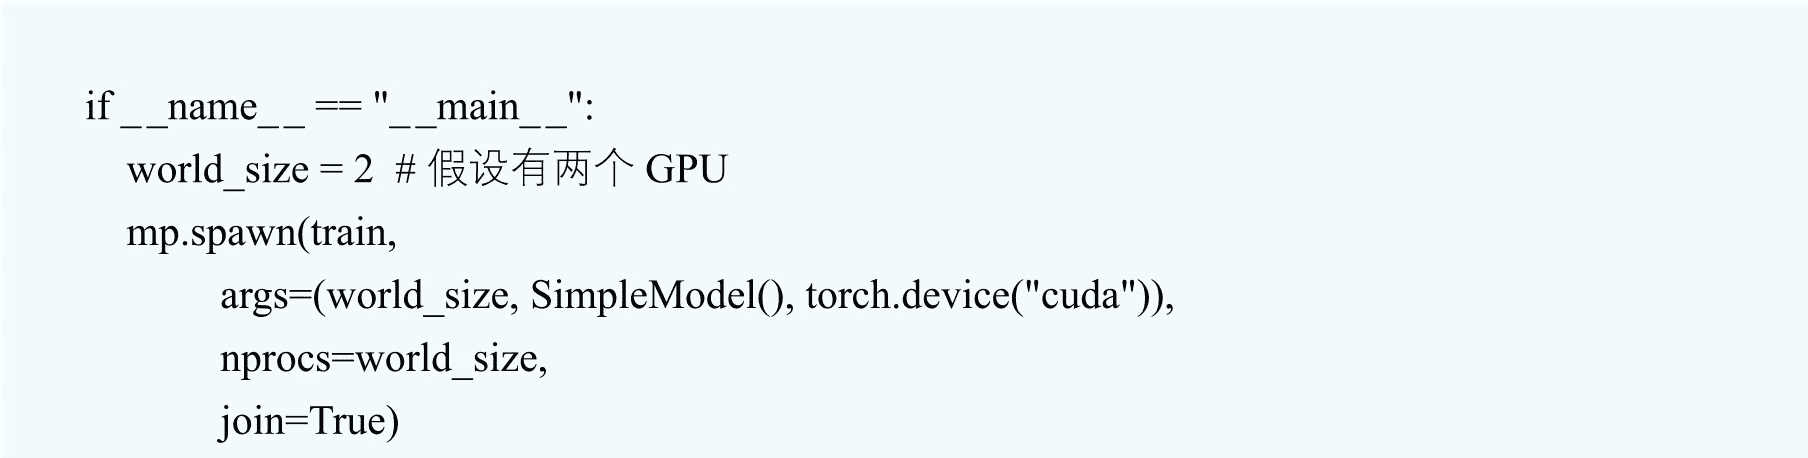 if __name__ == "__main__":
    world_size = 2  # 假设有两个 GPU
    mp.spawn(train,
             args=(world_size, SimpleModel(), torch.device("cuda")),
             nprocs=world_size,
             join=True)